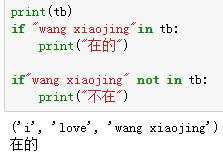 print(tb)
if "wang xiaojing"in tb:
    print("在的")
if"wang xiaojing" not in tb:
    print("不在")
('i', 'love', 'wang xiaojing')
在的